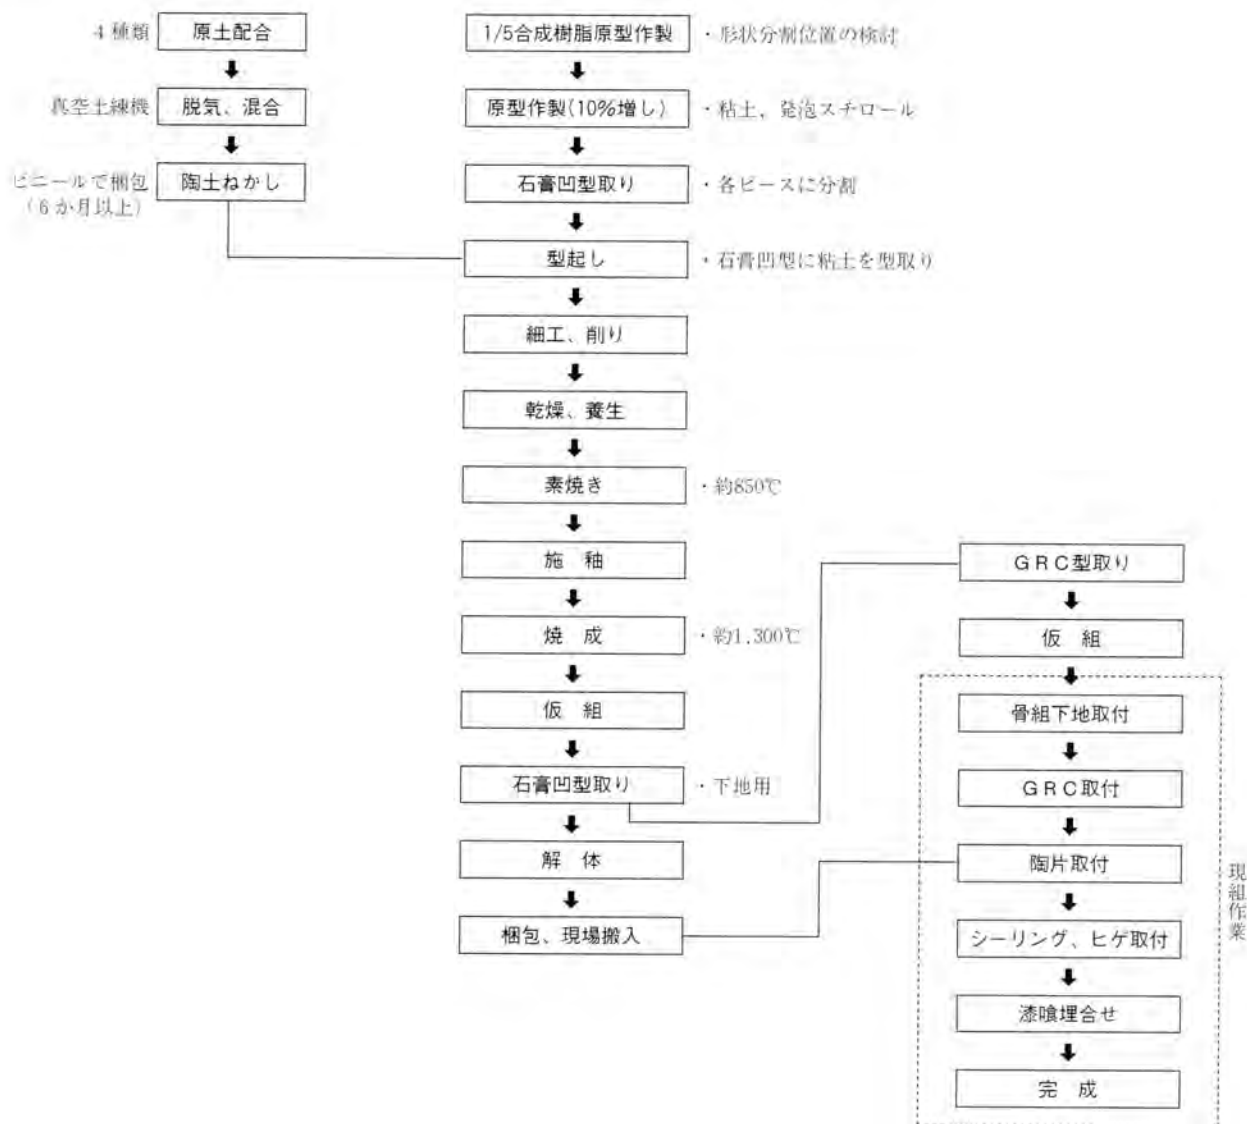 4種類
原土配合
真空土練機
脱気、混合
ビニールで梱包
(6か月以上)
陶土ねかし
1/5合成樹脂原型作製
・形状分割位置の検討
原型作製(10%増し)
・粘土、発泡スチロール
石膏凹型取り
・各ピースに分割
型起し
・石膏凹型に粘土を型取り
細工、削り
乾燥、養生
素焼き
・約850℃
施 釉
焼 成
・約1,300℃
仮 組
石膏凹型取り
・下地用
解 体
梱包、現場搬入
GRC型取り
仮 組
骨組下地取付
GRC取付
陶片取付
シーリング、ヒゲ取付
漆喰埋合せ
完 成
現組作業